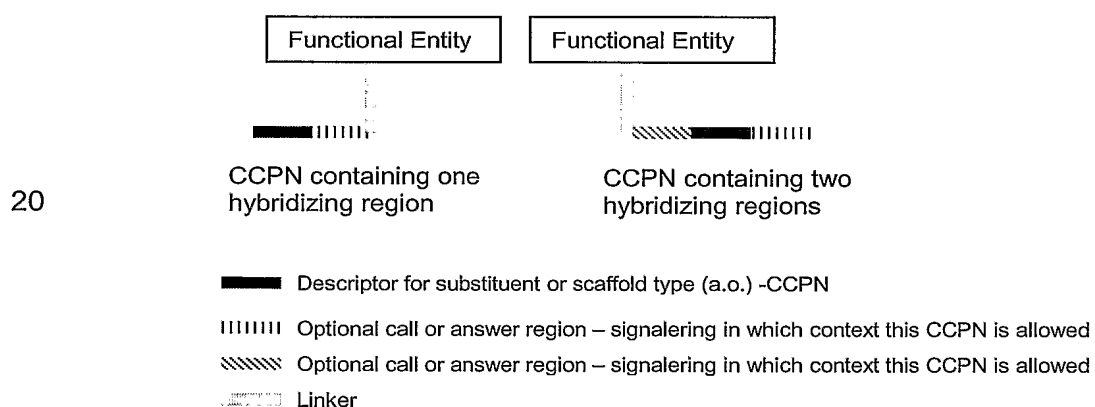 Functional Entity
Functional Entity
CCPN containing one
hybridizing region
CCPN containing two
hybridizing regions
20
Descriptor for substituent or scaffold type (a.o.) -CCPN
Optional call or answer region – signalering in which context this CCPN is allowed
Optional call or answer region – signalering in which context this CCPN is allowed
Linker